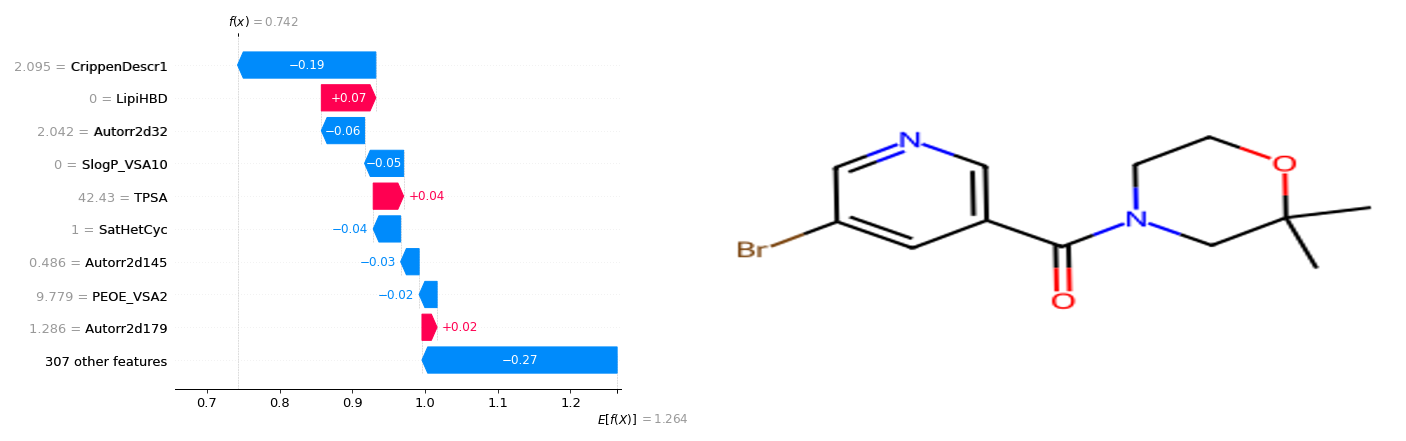 f(x) = 0.742
2.095 = CrippenDescr1
−0.19
0 = LipiHBD
+0.07
2.042 = Autorr2d32
−0.06
0 = SlogP_VSA10
−0.05
42.43 = TPSA
+0.04
1 = SatHetCyc
−0.04
0.486 = Autorr2d145
−0.03
9.779 = PEOE_VSA2
−0.02
1.286 = Autorr2d179
+0.02
307 other features
−0.27
0.7 0.8 0.9 1.0 1.1 1.2
E[f(X)] = 1.264
N
O
N
Br
O